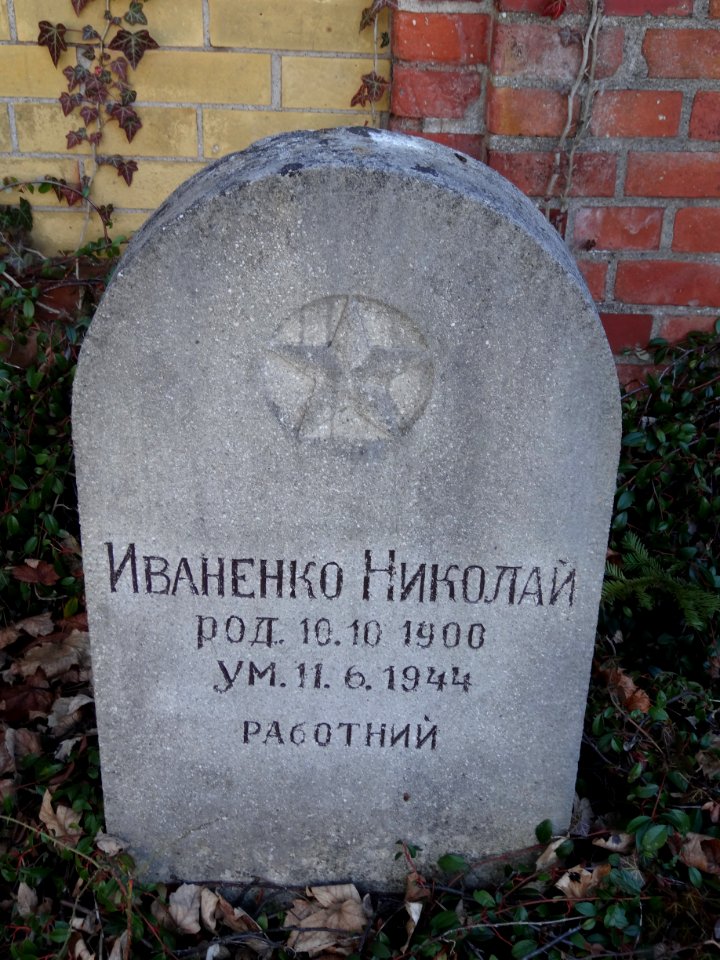 Иваненко Николай
род. 10.10 1900
ум. 11.6.1944
работний